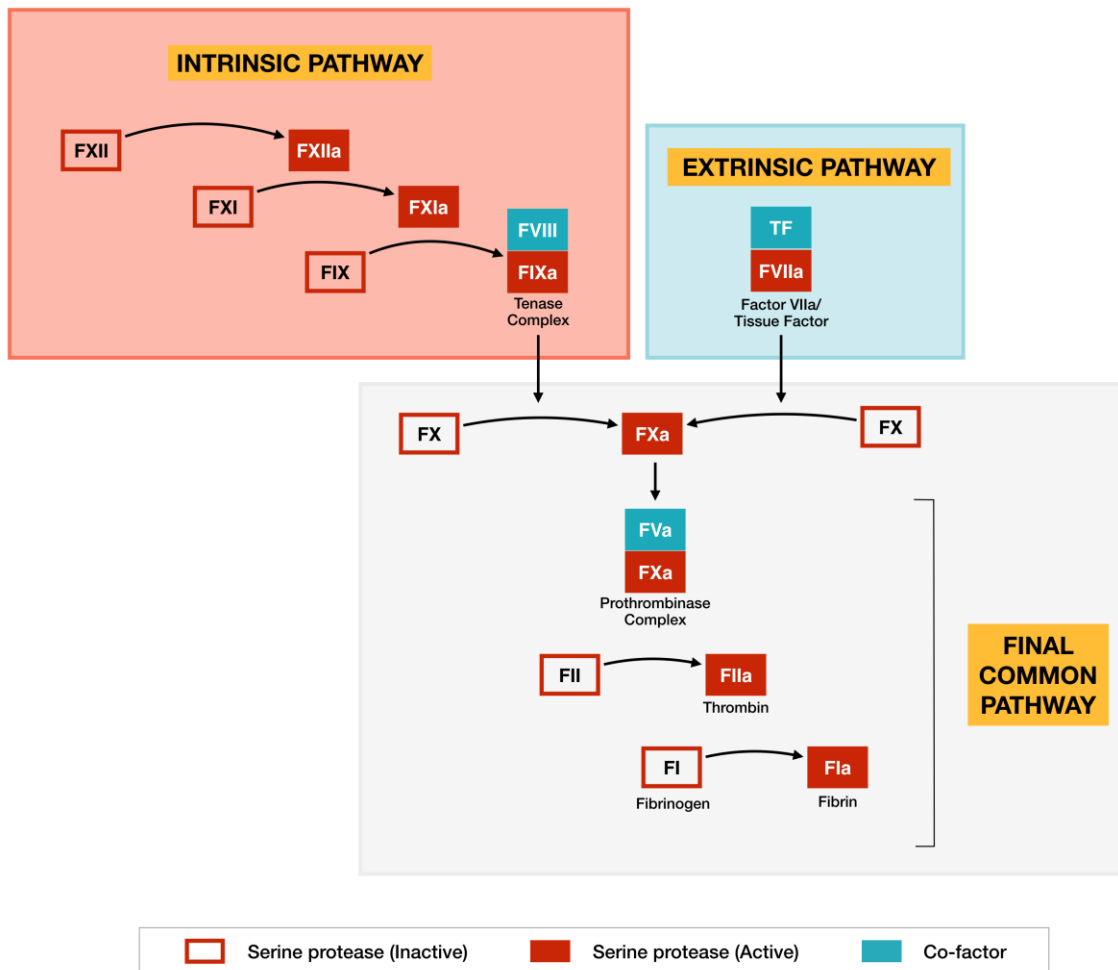 INTRINSIC PATHWAY
FXII
FXIIa
FXI
FXIa
FVIII
FIX
FIXa
Tenase
Complex
EXTRINSIC PATHWAY
TF
FVIIa
Factor VIIa/
Tissue Factor
FX
FXa
FX
FVa
FXa
Prothrombinase
Complex
FII
FIIa
Thrombin
FI
Fibrinogen
FIa
Fibrin
FINAL
COMMON
PATHWAY
Serine protease (Inactive)
Serine protease (Active)
Co-factor